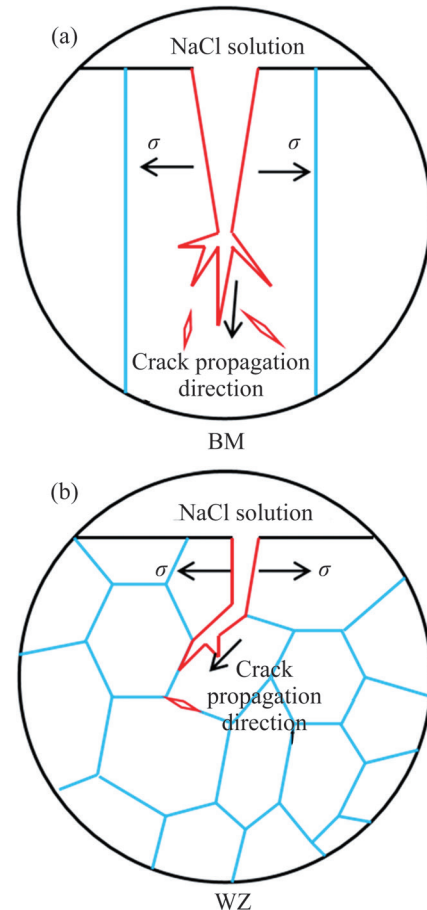 (a)
NaCl solution
σ σ
Crack propagation
direction
BM
(b)
NaCl solution
σ σ
Crack
propagation
direction
WZ